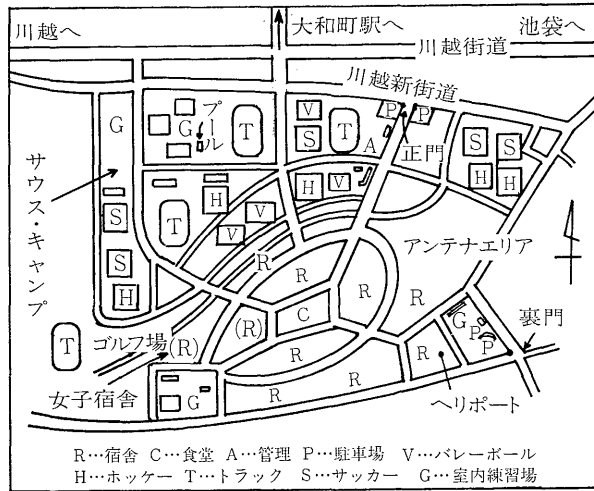 川越へ
大和町駅へ
池袋へ
川越街道
川越新街道
G
プール
G
T
V
S
T
P
P
A
正門
S
S
H
H
サウス・キャンプ
S
S
H
T
H
V
V
H
V
アンテナエリア
R
R
R
R
R
(R)
C
R
R
R
R
G
P
P
裏門
T
ゴルフ場
(R)
女子宿舎
G
ヘリポート
R…宿舎 C…食堂 A…管理 P…駐車場 V…バレーボール
H…ホッケー T…トラック S…サッカー G…室内練習場